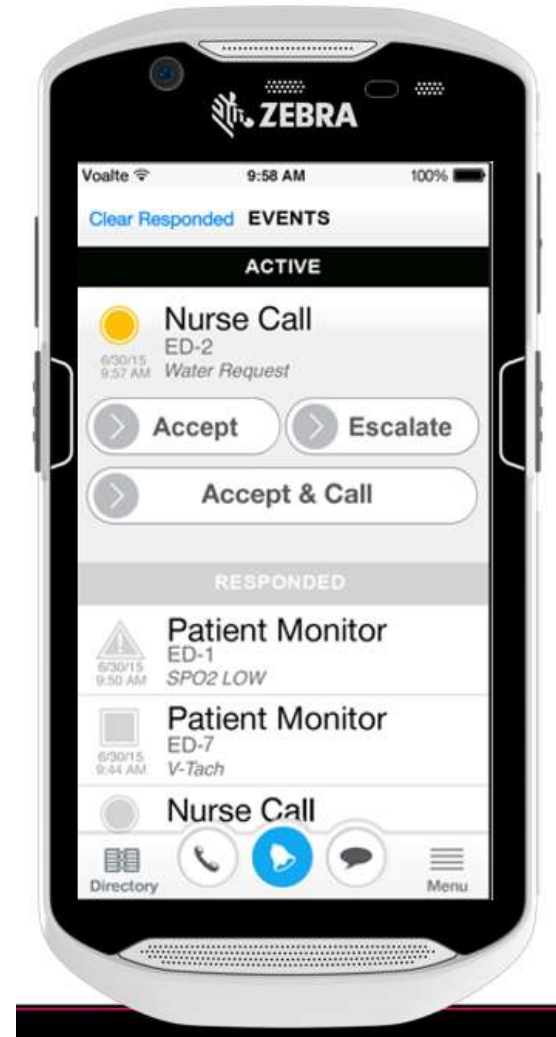 ZEBRA
Voalte 9:58 AM 100%
Clear Responded EVENTS
ACTIVE
Nurse Call
ED-2
6/30/15
9:57 AM Water Request
Accept Escalate
Accept & Call
RESPONDED
Patient Monitor
ED-1
6/30/15
9:50 AM SPO2 LOW
Patient Monitor
ED-7
6/30/15
9:44 AM V-Tach
Nurse Call
Directory Menu